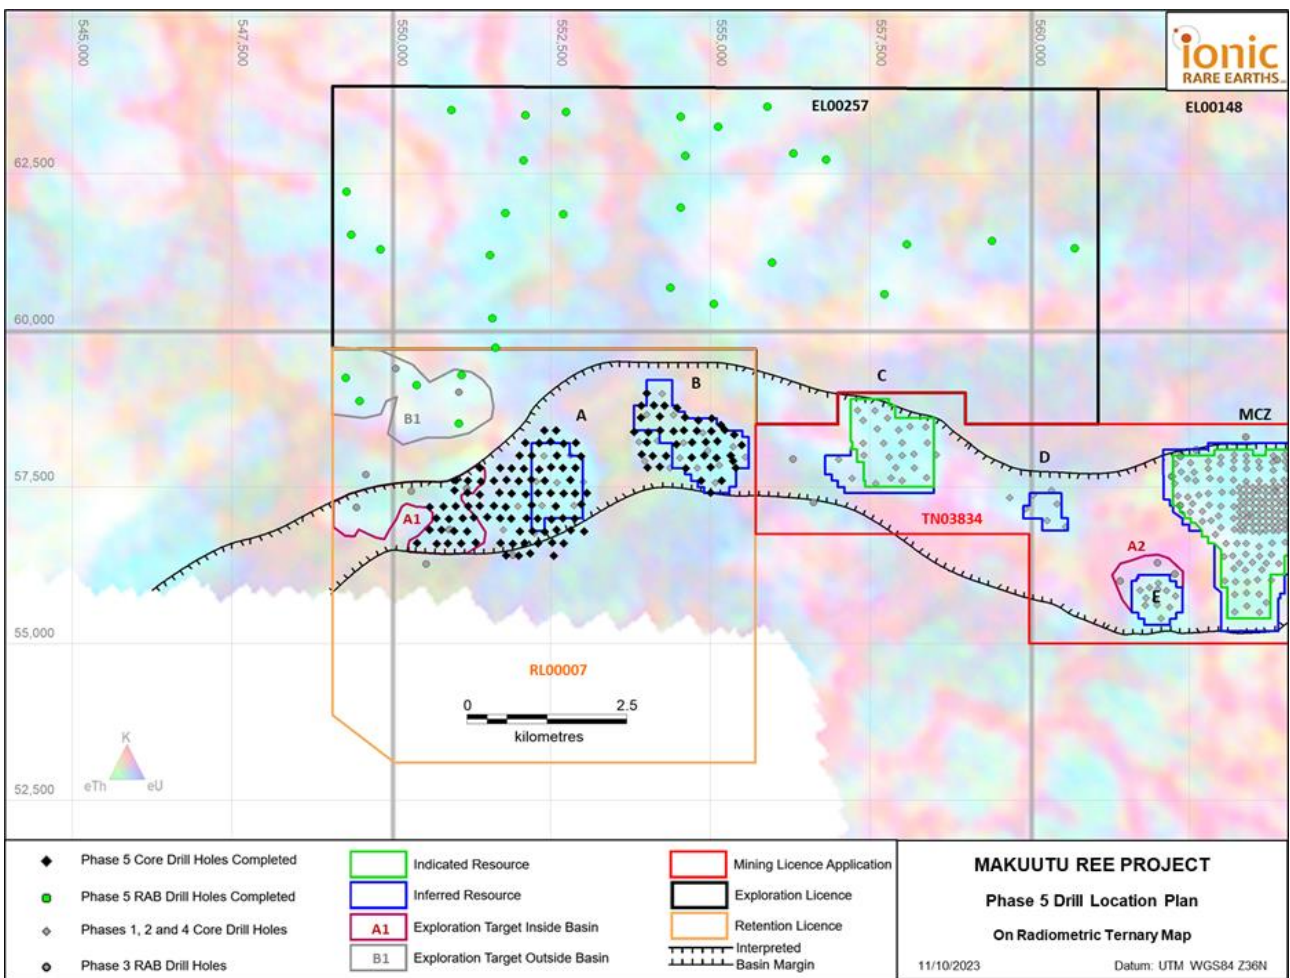 545,000
547,500
550,000
552,500
555,000
557,500
560,000
ionic
RARE EARTHS
EL00257
EL00148
62,500
60,000
57,500
55,000
52,500
A
B
C
D
MCZ
B1
A1
TN03834
A2
E
RL00007
0 2.5
kilometres
K
eTh eU
Phase 5 Core Drill Holes Completed
Phase 5 RAB Drill Holes Completed
Phases 1, 2 and 4 Core Drill Holes
Phase 3 RAB Drill Holes
Indicated Resource
Inferred Resource
A1 Exploration Target Inside Basin
B1 Exploration Target Outside Basin
Mining Licence Application
Exploration Licence
Retention Licence
Interpreted
Basin Margin
MAKUUTU REE PROJECT
Phase 5 Drill Location Plan
On Radiometric Ternary Map
11/10/2023 Datum: UTM WGS84 Z36N